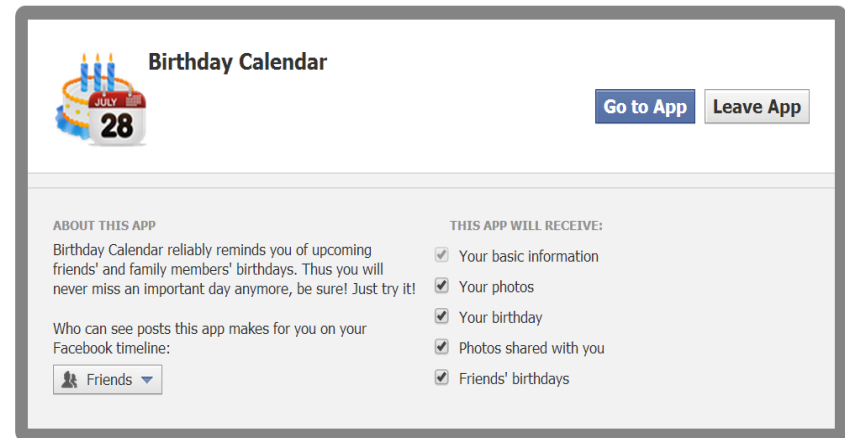 Birthday Calendar
JULY
28
Go to App
Leave App
ABOUT THIS APP
Birthday Calendar reliably reminds you of upcoming
friends' and family members' birthdays. Thus you will
never miss an important day anymore, be sure! Just try it!
Who can see posts this app makes for you on your
Facebook timeline:
Friends
THIS APP WILL RECEIVE:
Your basic information
Your photos
Your birthday
Photos shared with you
Friends' birthdays